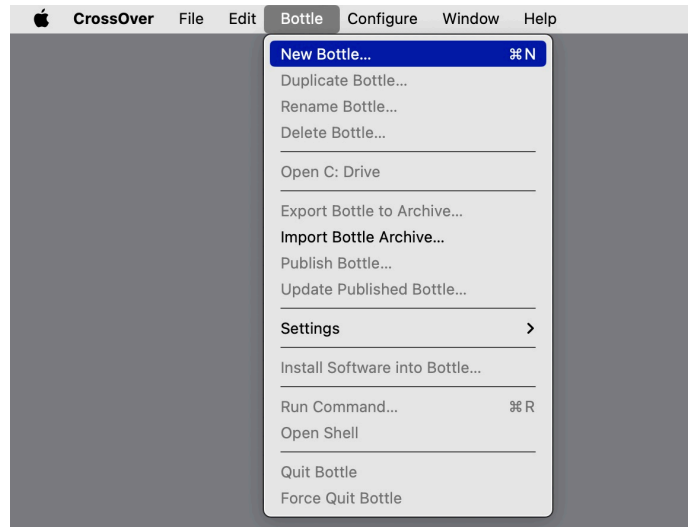 CrossOver File Edit Bottle Configure Window Help
New Bottle... ⌘N
Duplicate Bottle...
Rename Bottle...
Delete Bottle...
Open C: Drive
Export Bottle to Archive...
Import Bottle Archive...
Publish Bottle...
Update Published Bottle...
Settings
Install Software into Bottle...
Run Command... ⌘R
Open Shell
Quit Bottle
Force Quit Bottle